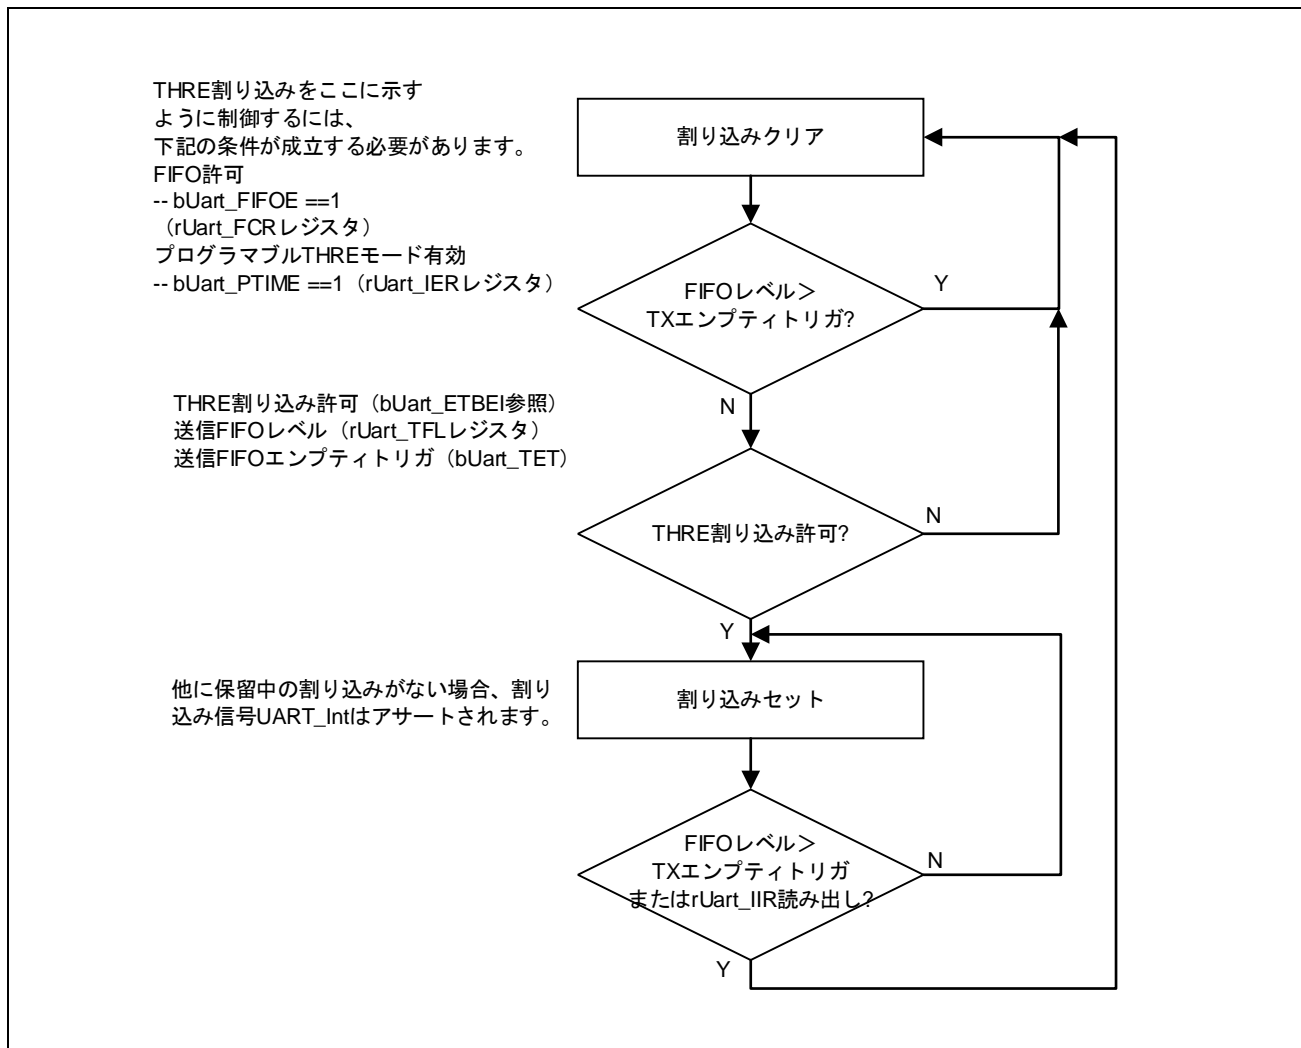 THRE割り込みをここに示す
ように制御するには、
下記の条件が成立する必要があります。
FIFO許可
-- bUart_FIFOE ==1
（rUart_FCRレジスタ）
プログラマブルTHREモード有効
-- bUart_PTIME ==1（rUart_IERレジスタ）
割り込みクリア
FIFOレベル＞
TXエンプティトリガ?
Y
N
THRE割り込み許可（bUart_ETBEI参照）
送信FIFOレベル（rUart_TFLレジスタ）
送信FIFOエンプティトリガ（bUart_TET）
THRE割り込み許可?
N
Y
他に保留中の割り込みがない場合、割り
込み信号UART_Intはアサートされます。
割り込みセット
FIFOレベル＞
TXエンプティトリガ
またはrUart_IIR読み出し?
N
Y